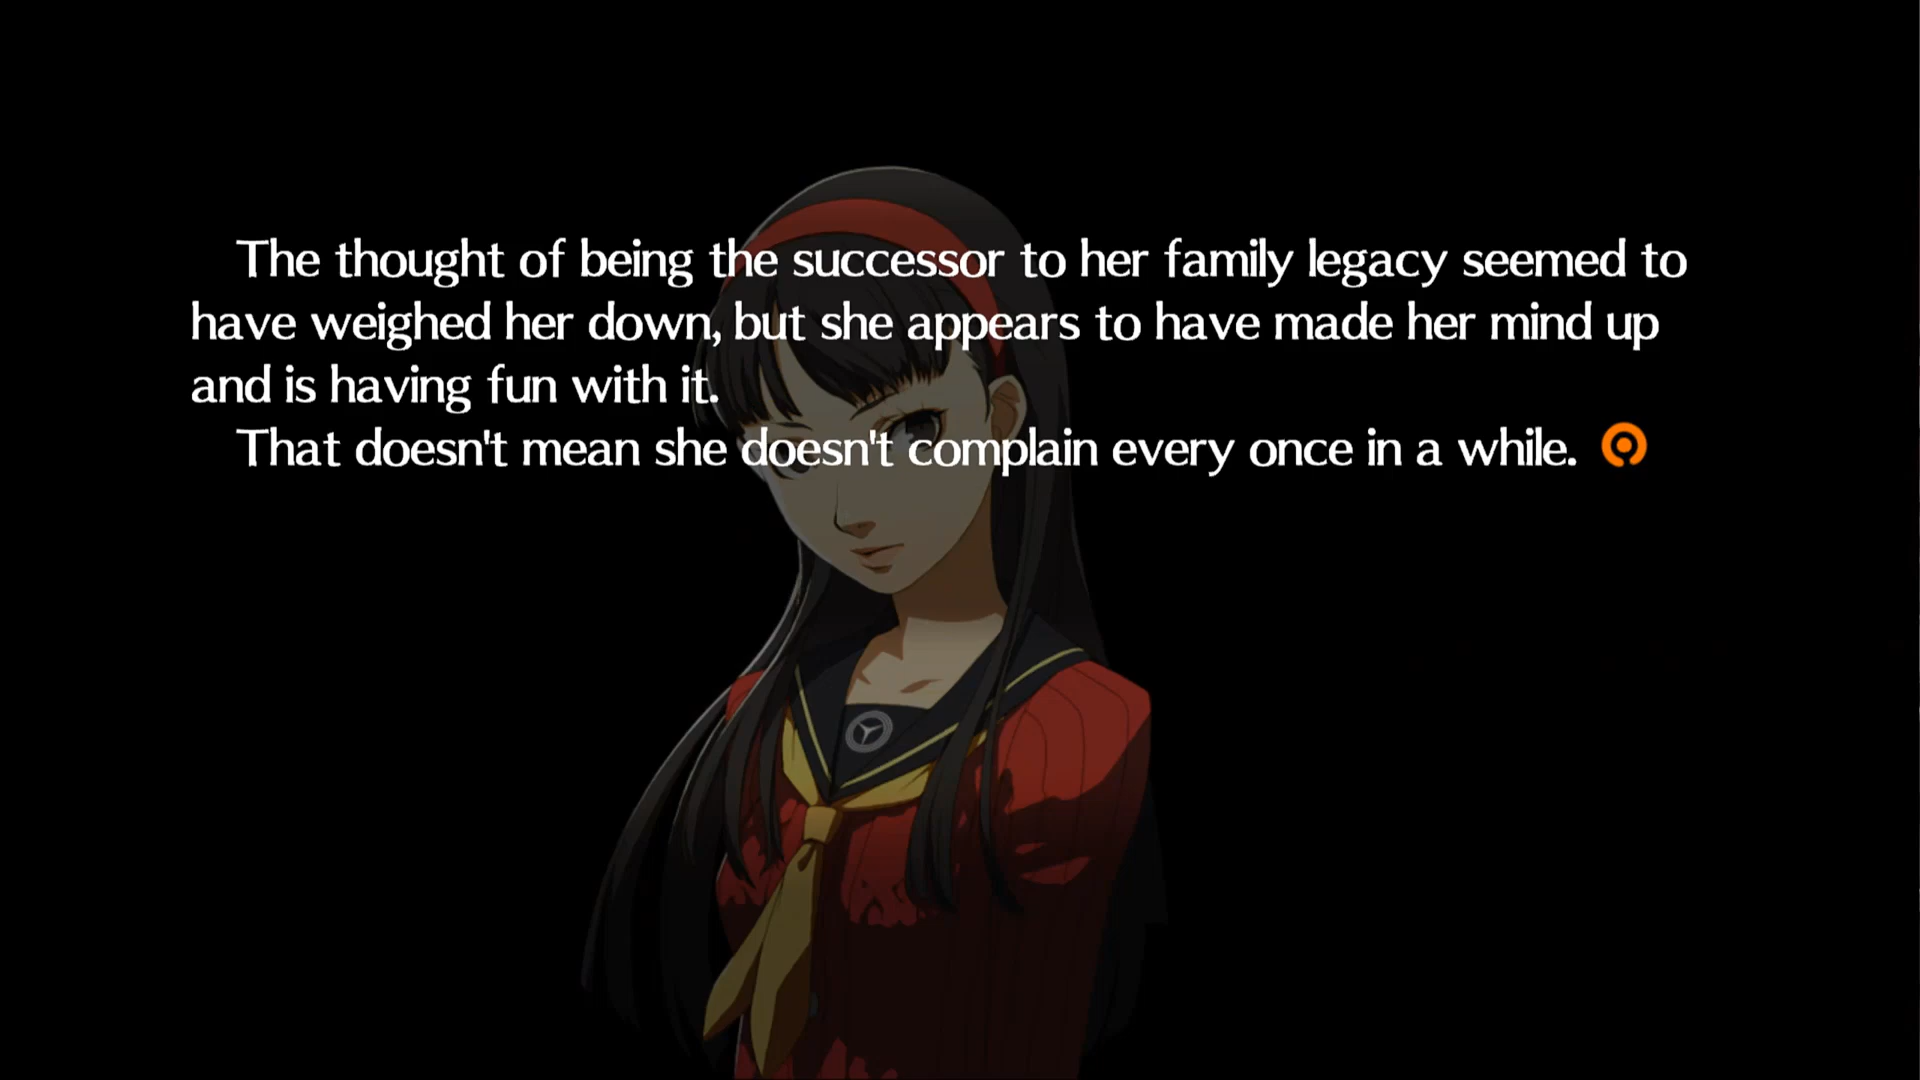 The thought of being the successor to her family legacy seemed to
have weighed her down, but she appears to have made her mind up
and is having fun with it.
That doesn't mean she doesn't complain every once in a while.